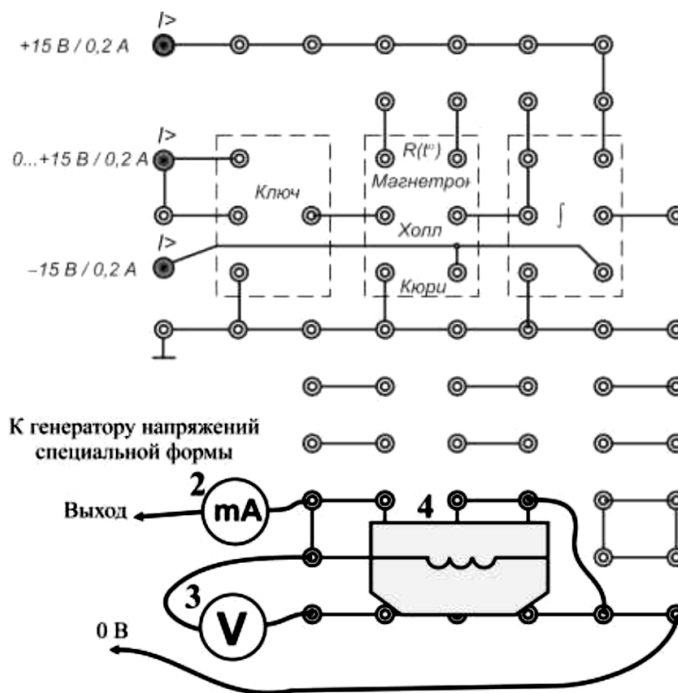 I>
+15 В / 0,2 А
I>
0...+15 В / 0,2 А
R(t°)
Магнетрон
Ключ
∫
Холл
I>
–15 В / 0,2 А
Кюри
К генератору напряжений
специальной формы
2
mA
4
Выход
3
V
0 В